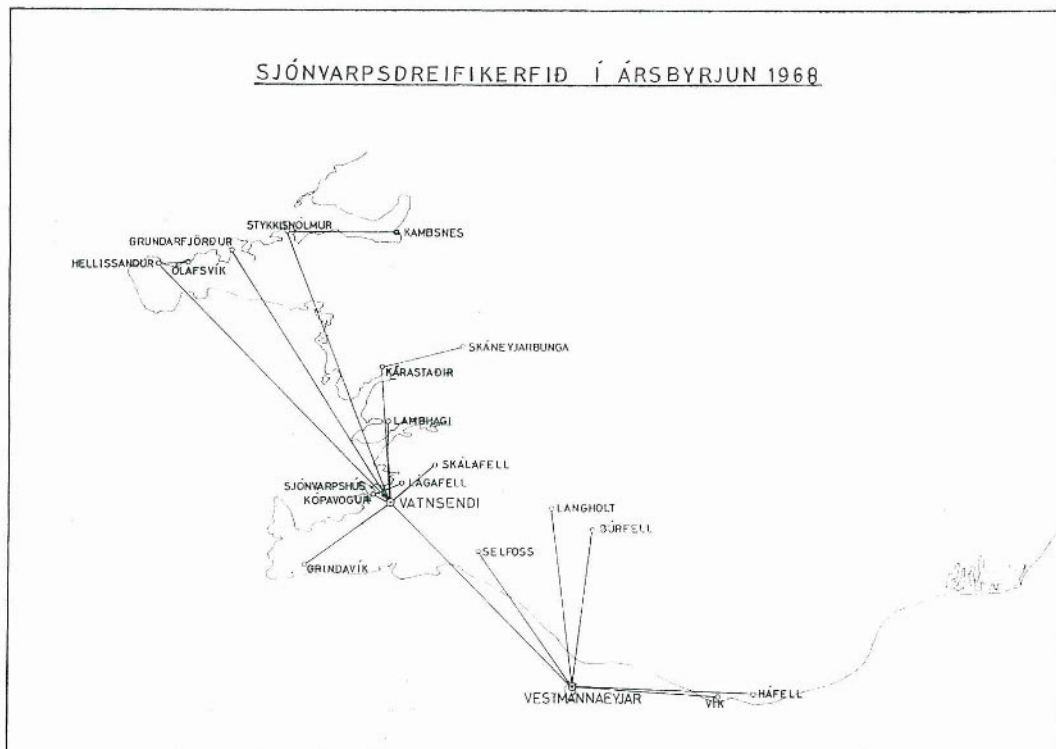 SJÓNVARPSDREIFIKERFIÐ Í ÁRSBYRJUN 1968
STYKKISHÓLMUR
KAMBSNES
GRUNDARFJÖRÐUR
HELLISSANDUR
ÓLAFSVÍK
SKÁNEYJARBUNGA
KÁRASTAÐIR
LAMBHAGI
SKÁLAFELL
SJÓNVARPSHÚS
LÁGAFELL
KÓPAVOGUR
VATNSENDI
LANGHOLT
BÚRFELL
SELFOSS
GRINDAVÍK
VESTMANNAEYJAR
VÍK
HÁFELL